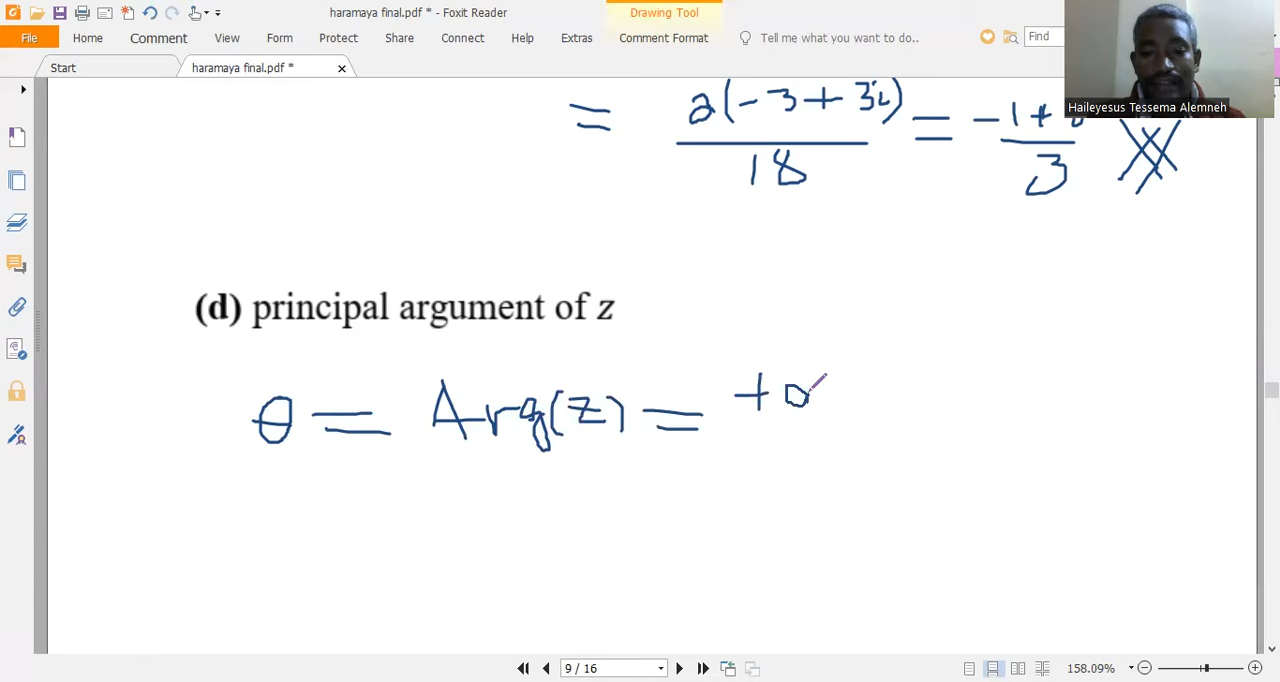 haramaya final.pdf * - Foxit Reader
Drawing Tool
File Home Comment View Form Protect Share Connect Help Extras Comment Format Tell me what you want to do.. Find
Start haramaya final.pdf *
Haileyesus Tessema Alemneh
= 2(-3+3i) = -1+
18 3
(d) principal argument of z
θ = Arg(z) = ta
9 / 16 158.09%